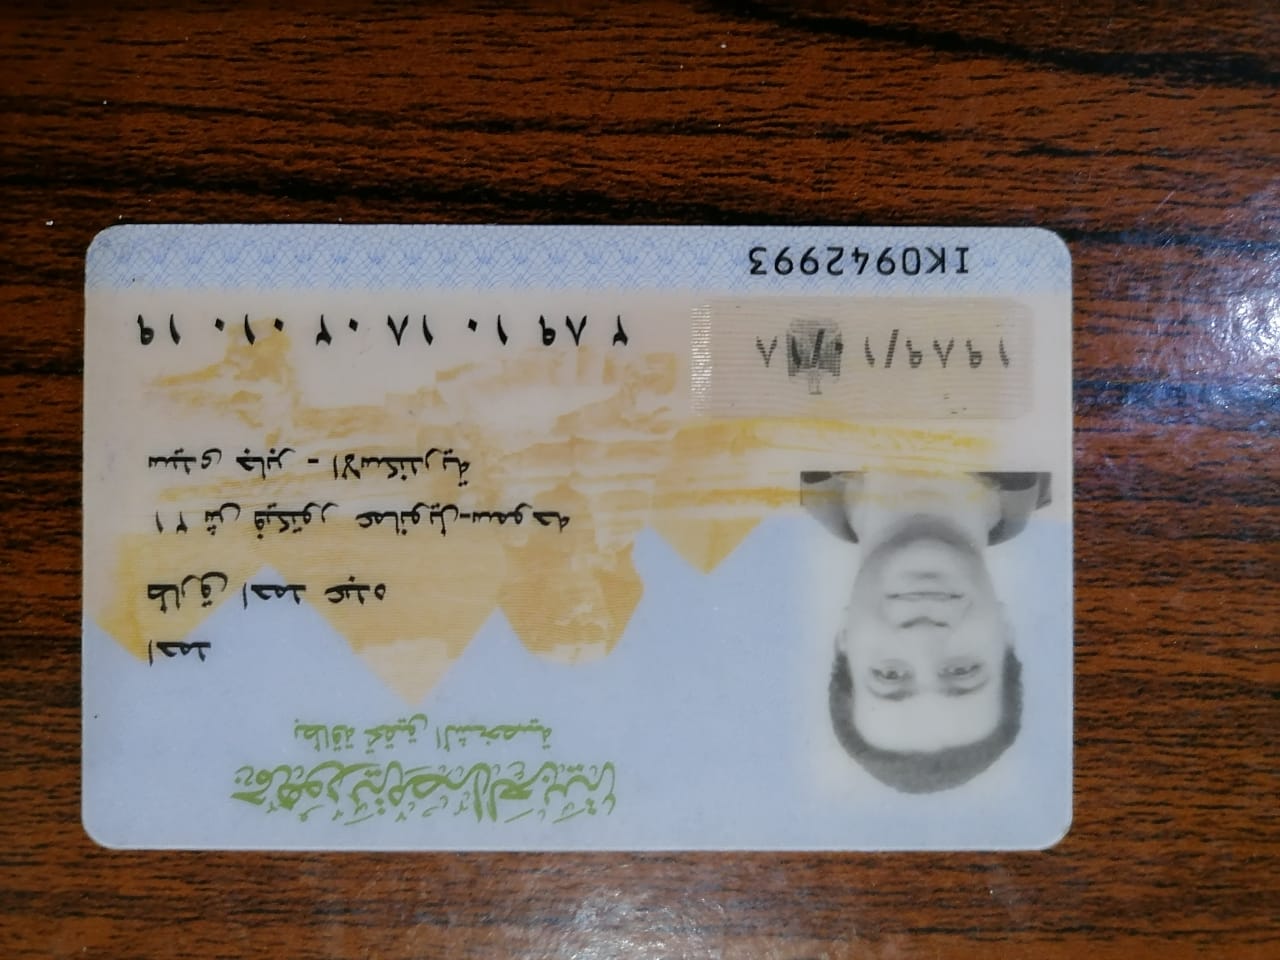 جمهورية مصر العربية
بطاقة تحقيق الشخصية
احمد
طارق احمد عبده
٢١ ش فيكتور عمانويل-سموحه
سيدى جابر - الاسكندرية
٢ ٨٩ ١٠ ١٨ ٠٢ ٠١٠ ١٩
١٩٨٩/١٠/١٨
IK0942993